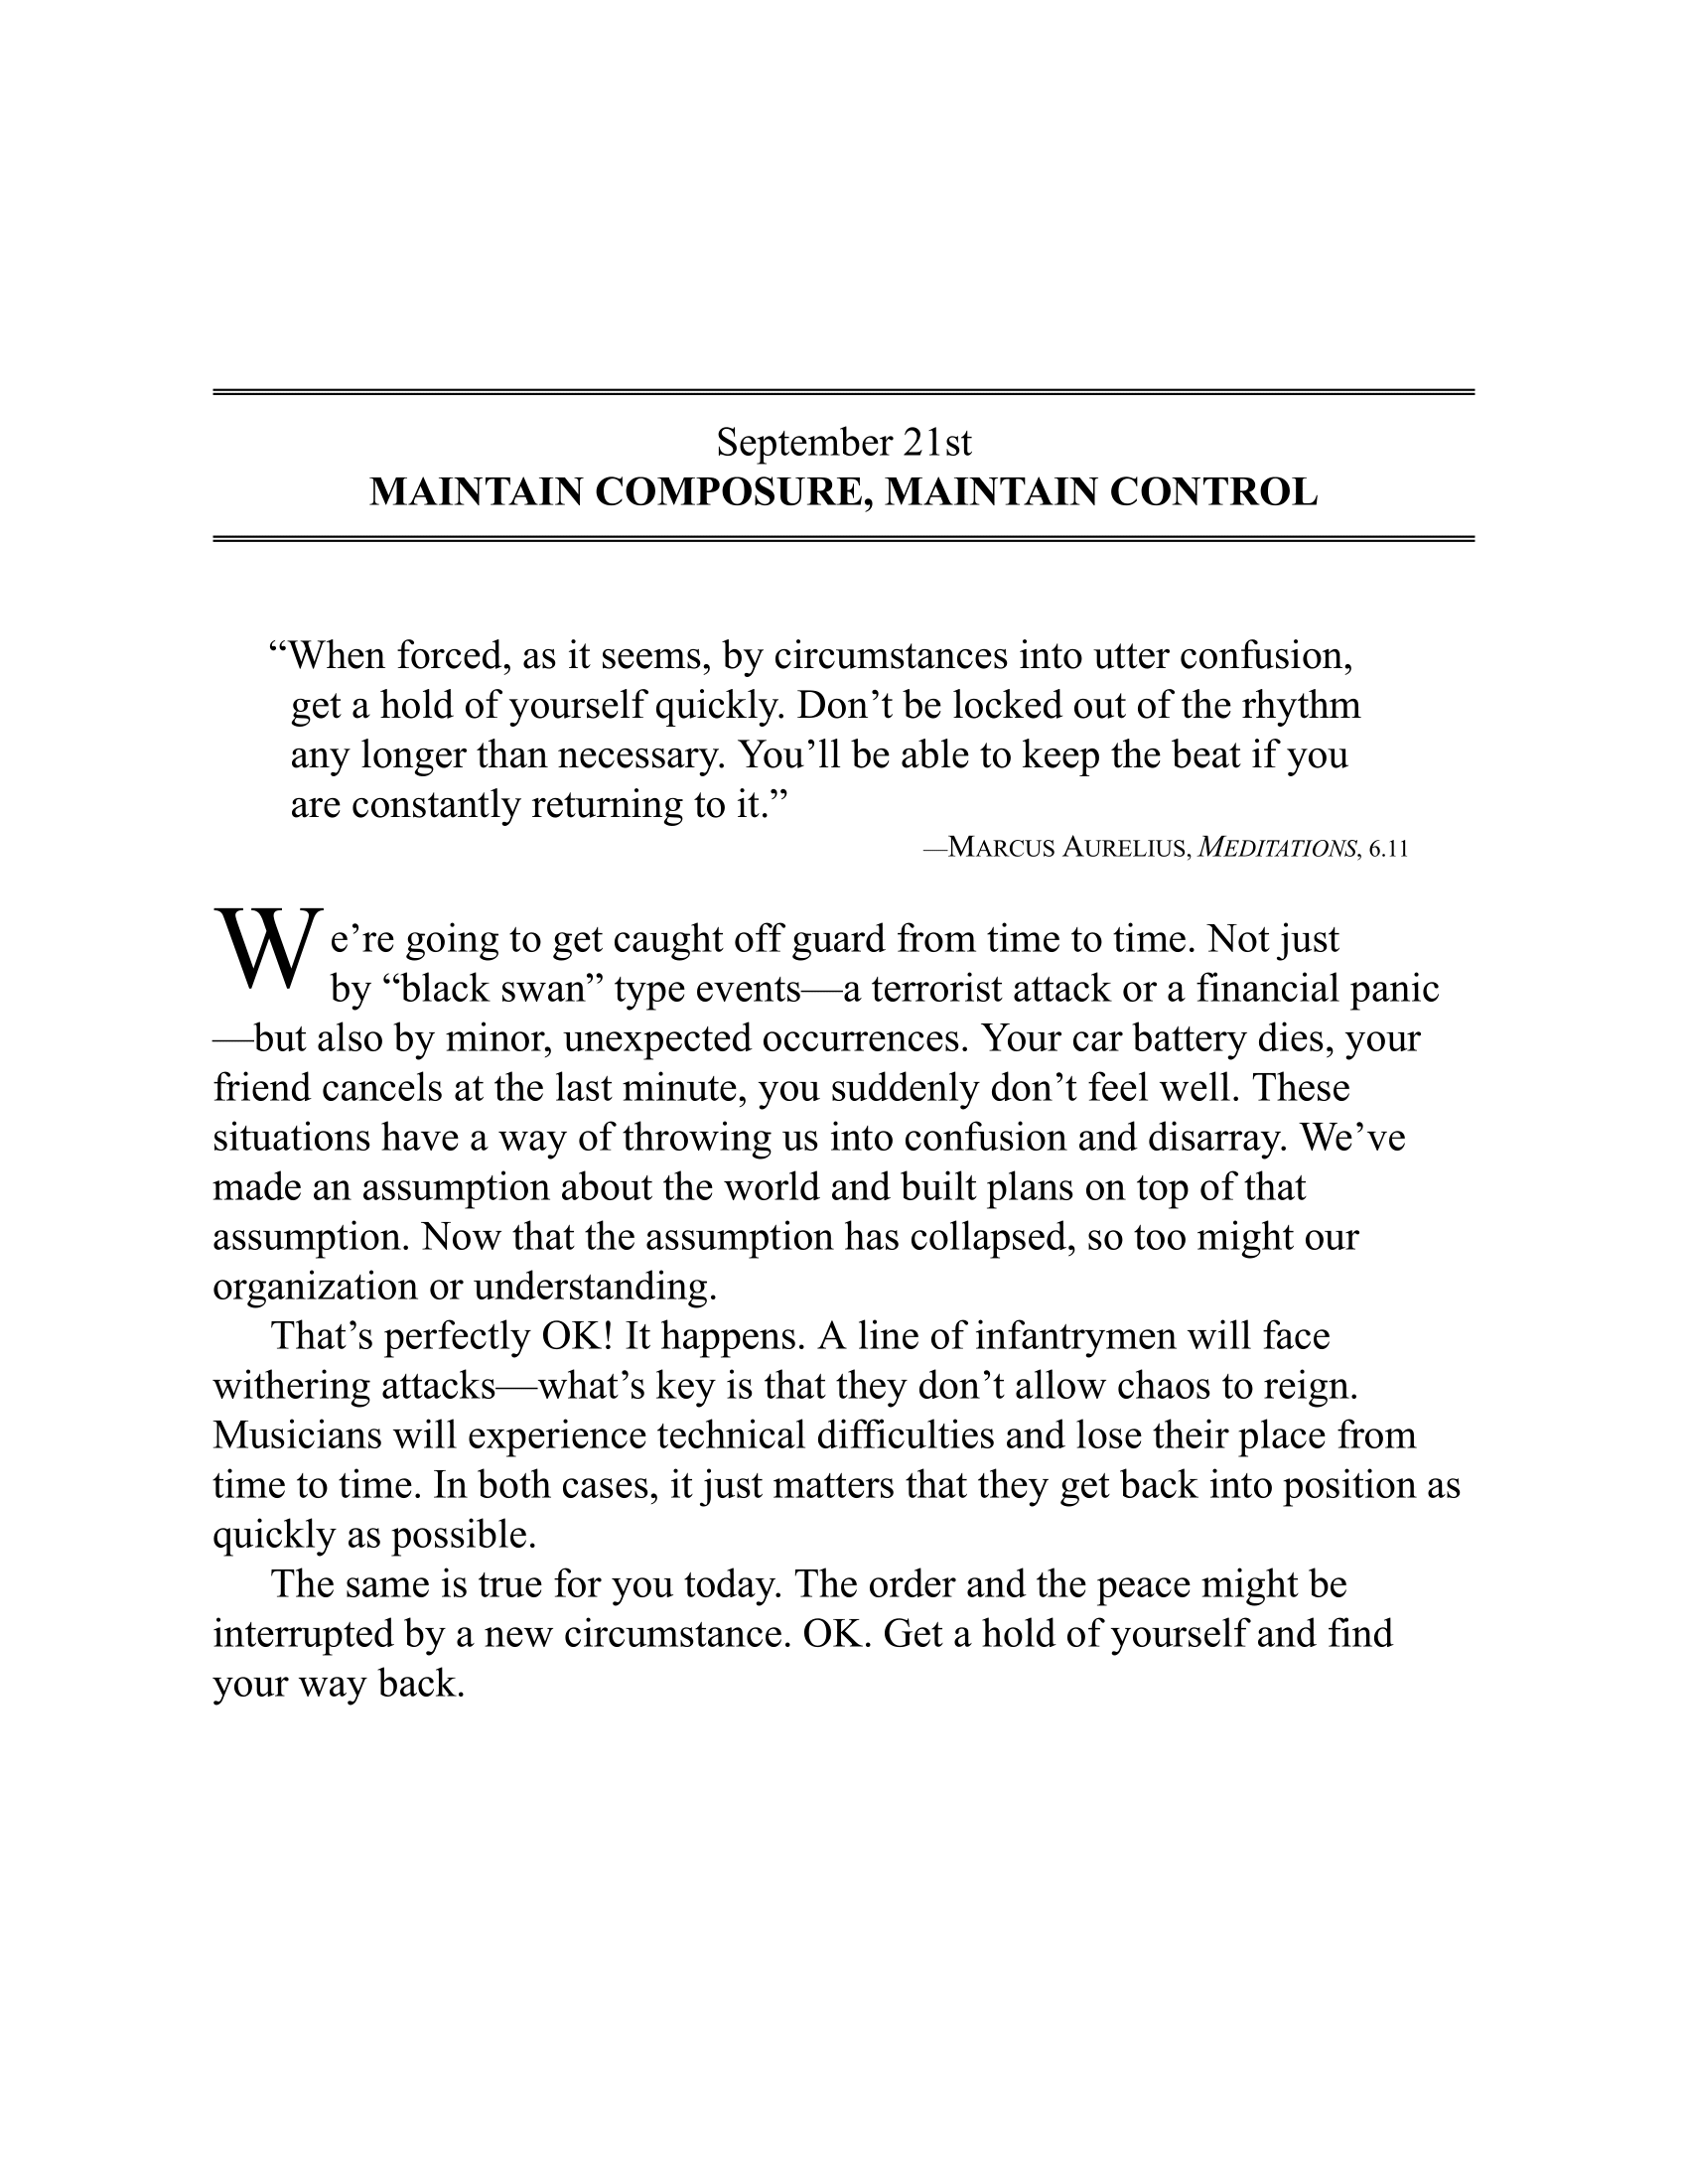 September 21st
MAINTAIN COMPOSURE, MAINTAIN CONTROL
“When forced, as it seems, by circumstances into utter confusion,
get a hold of yourself quickly. Don’t be locked out of the rhythm
any longer than necessary. You’ll be able to keep the beat if you
are constantly returning to it.”
—MARCUS AURELIUS, MEDITATIONS, 6.11
We’re going to get caught off guard from time to time. Not just
by “black swan” type events—a terrorist attack or a financial panic
—but also by minor, unexpected occurrences. Your car battery dies, your
friend cancels at the last minute, you suddenly don’t feel well. These
situations have a way of throwing us into confusion and disarray. We’ve
made an assumption about the world and built plans on top of that
assumption. Now that the assumption has collapsed, so too might our
organization or understanding.
That’s perfectly OK! It happens. A line of infantrymen will face
withering attacks—what’s key is that they don’t allow chaos to reign.
Musicians will experience technical difficulties and lose their place from
time to time. In both cases, it just matters that they get back into position as
quickly as possible.
The same is true for you today. The order and the peace might be
interrupted by a new circumstance. OK. Get a hold of yourself and find
your way back.